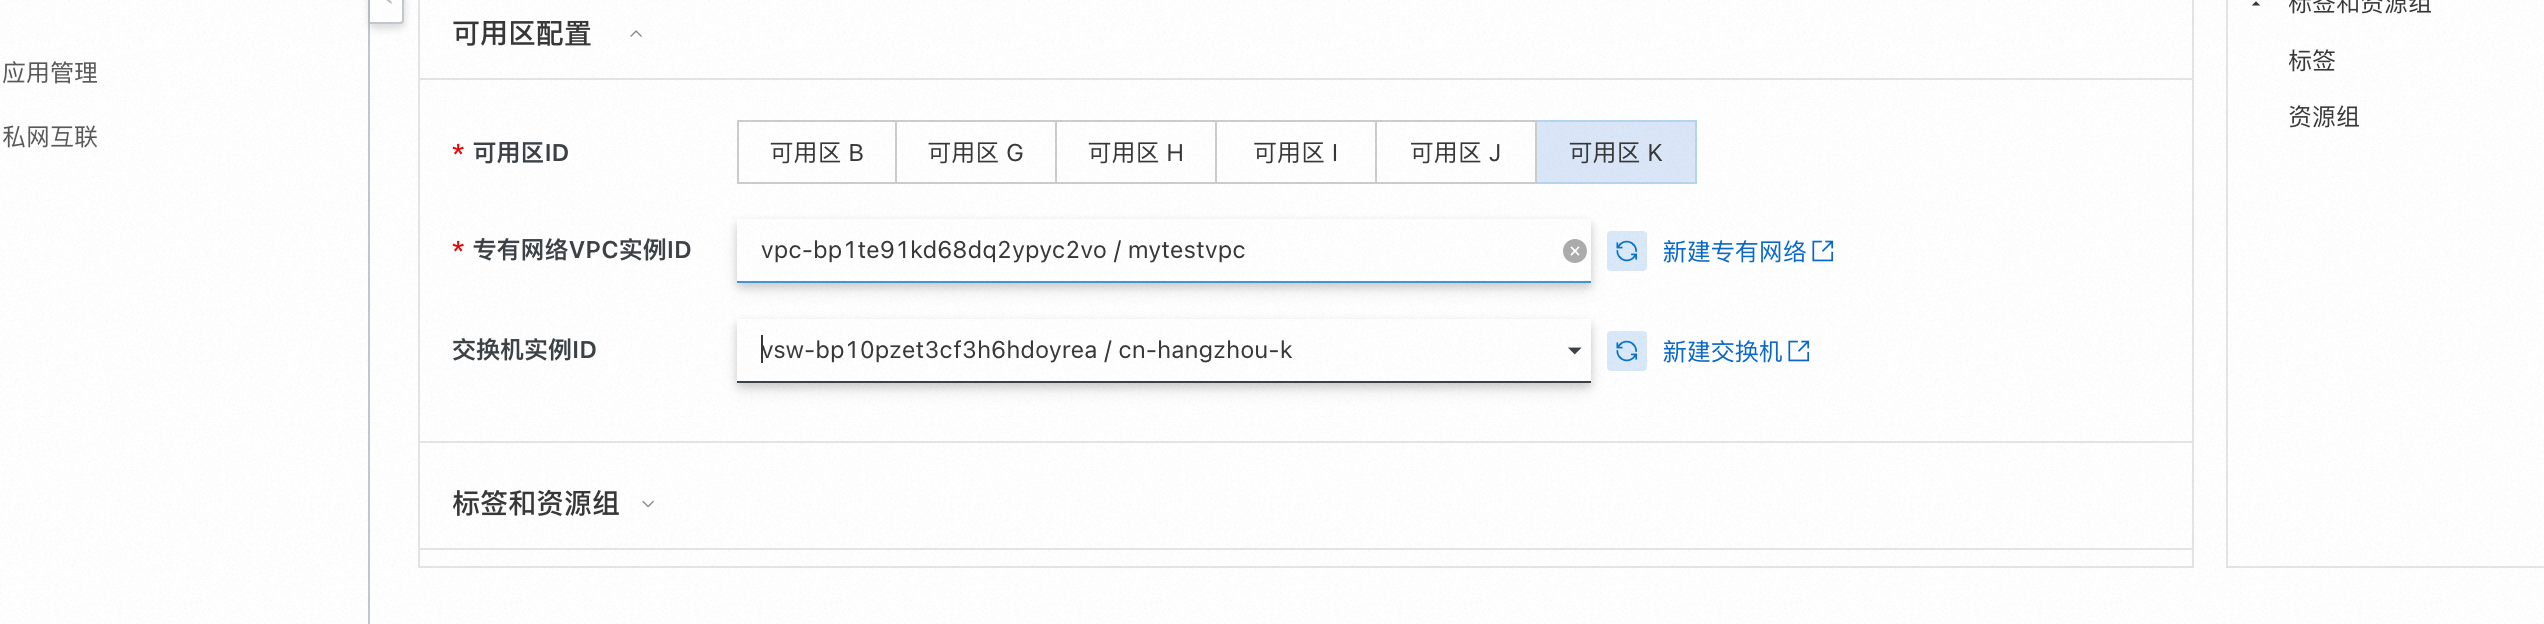 标签和资源组
可用区配置
应用管理
标签
资源组
私网互联
* 可用区ID
可用区 B
可用区 G
可用区 H
可用区 I
可用区 J
可用区 K
* 专有网络VPC实例ID
vpc-bp1te91kd68dq2ypyc2vo / mytestvpc
新建专有网络
交换机实例ID
vsw-bp10pzet3cf3h6hdoyrea / cn-hangzhou-k
新建交换机
标签和资源组